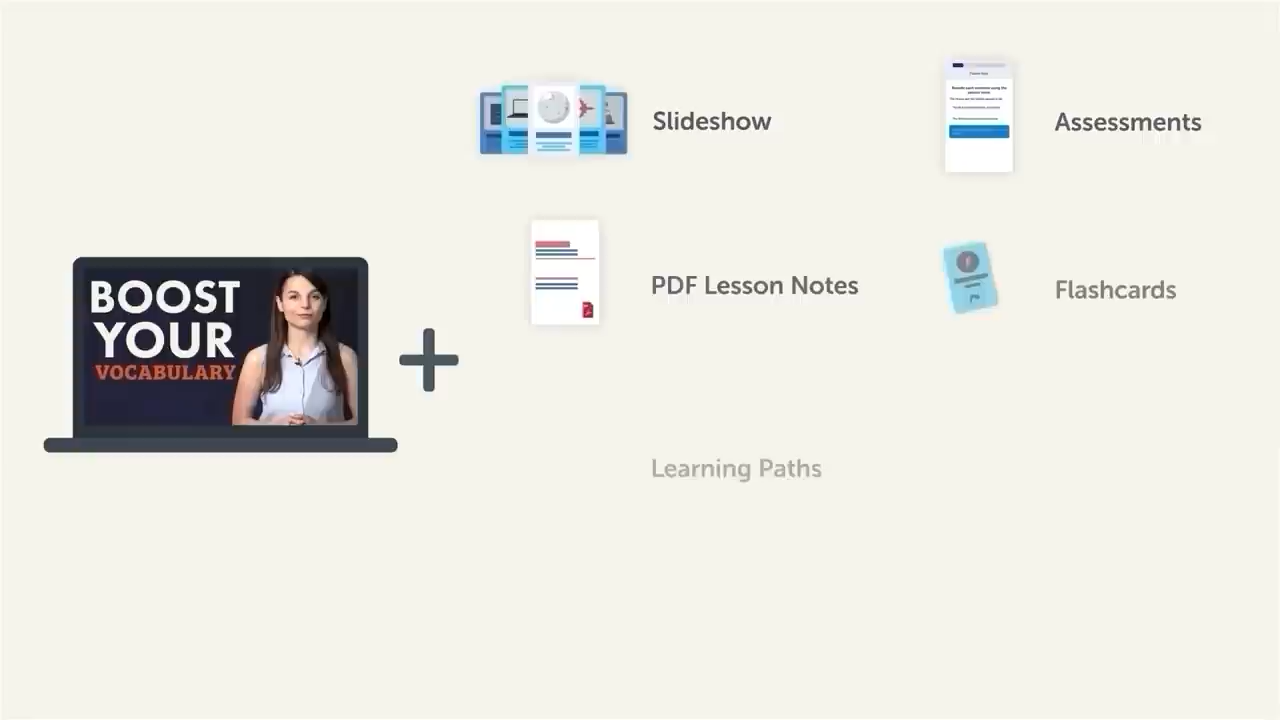 Slideshow
Assessments
PDF Lesson Notes
Flashcards
BOOST
YOUR
VOCABULARY
Learning Paths